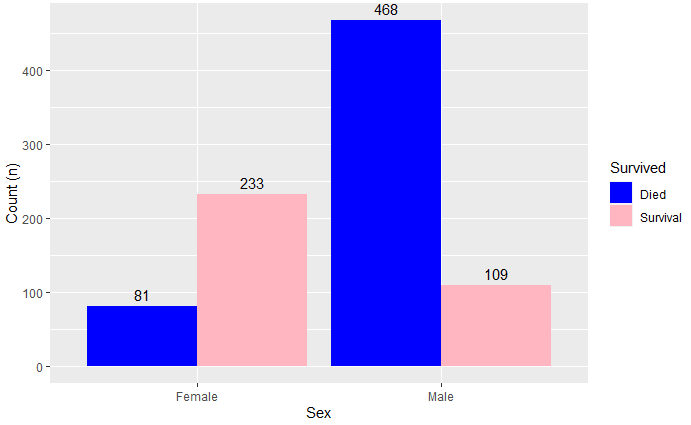 468
400
300
233
200
109
100
81
0
Count (n)
Female Male
Sex
Survived
Died
Survival